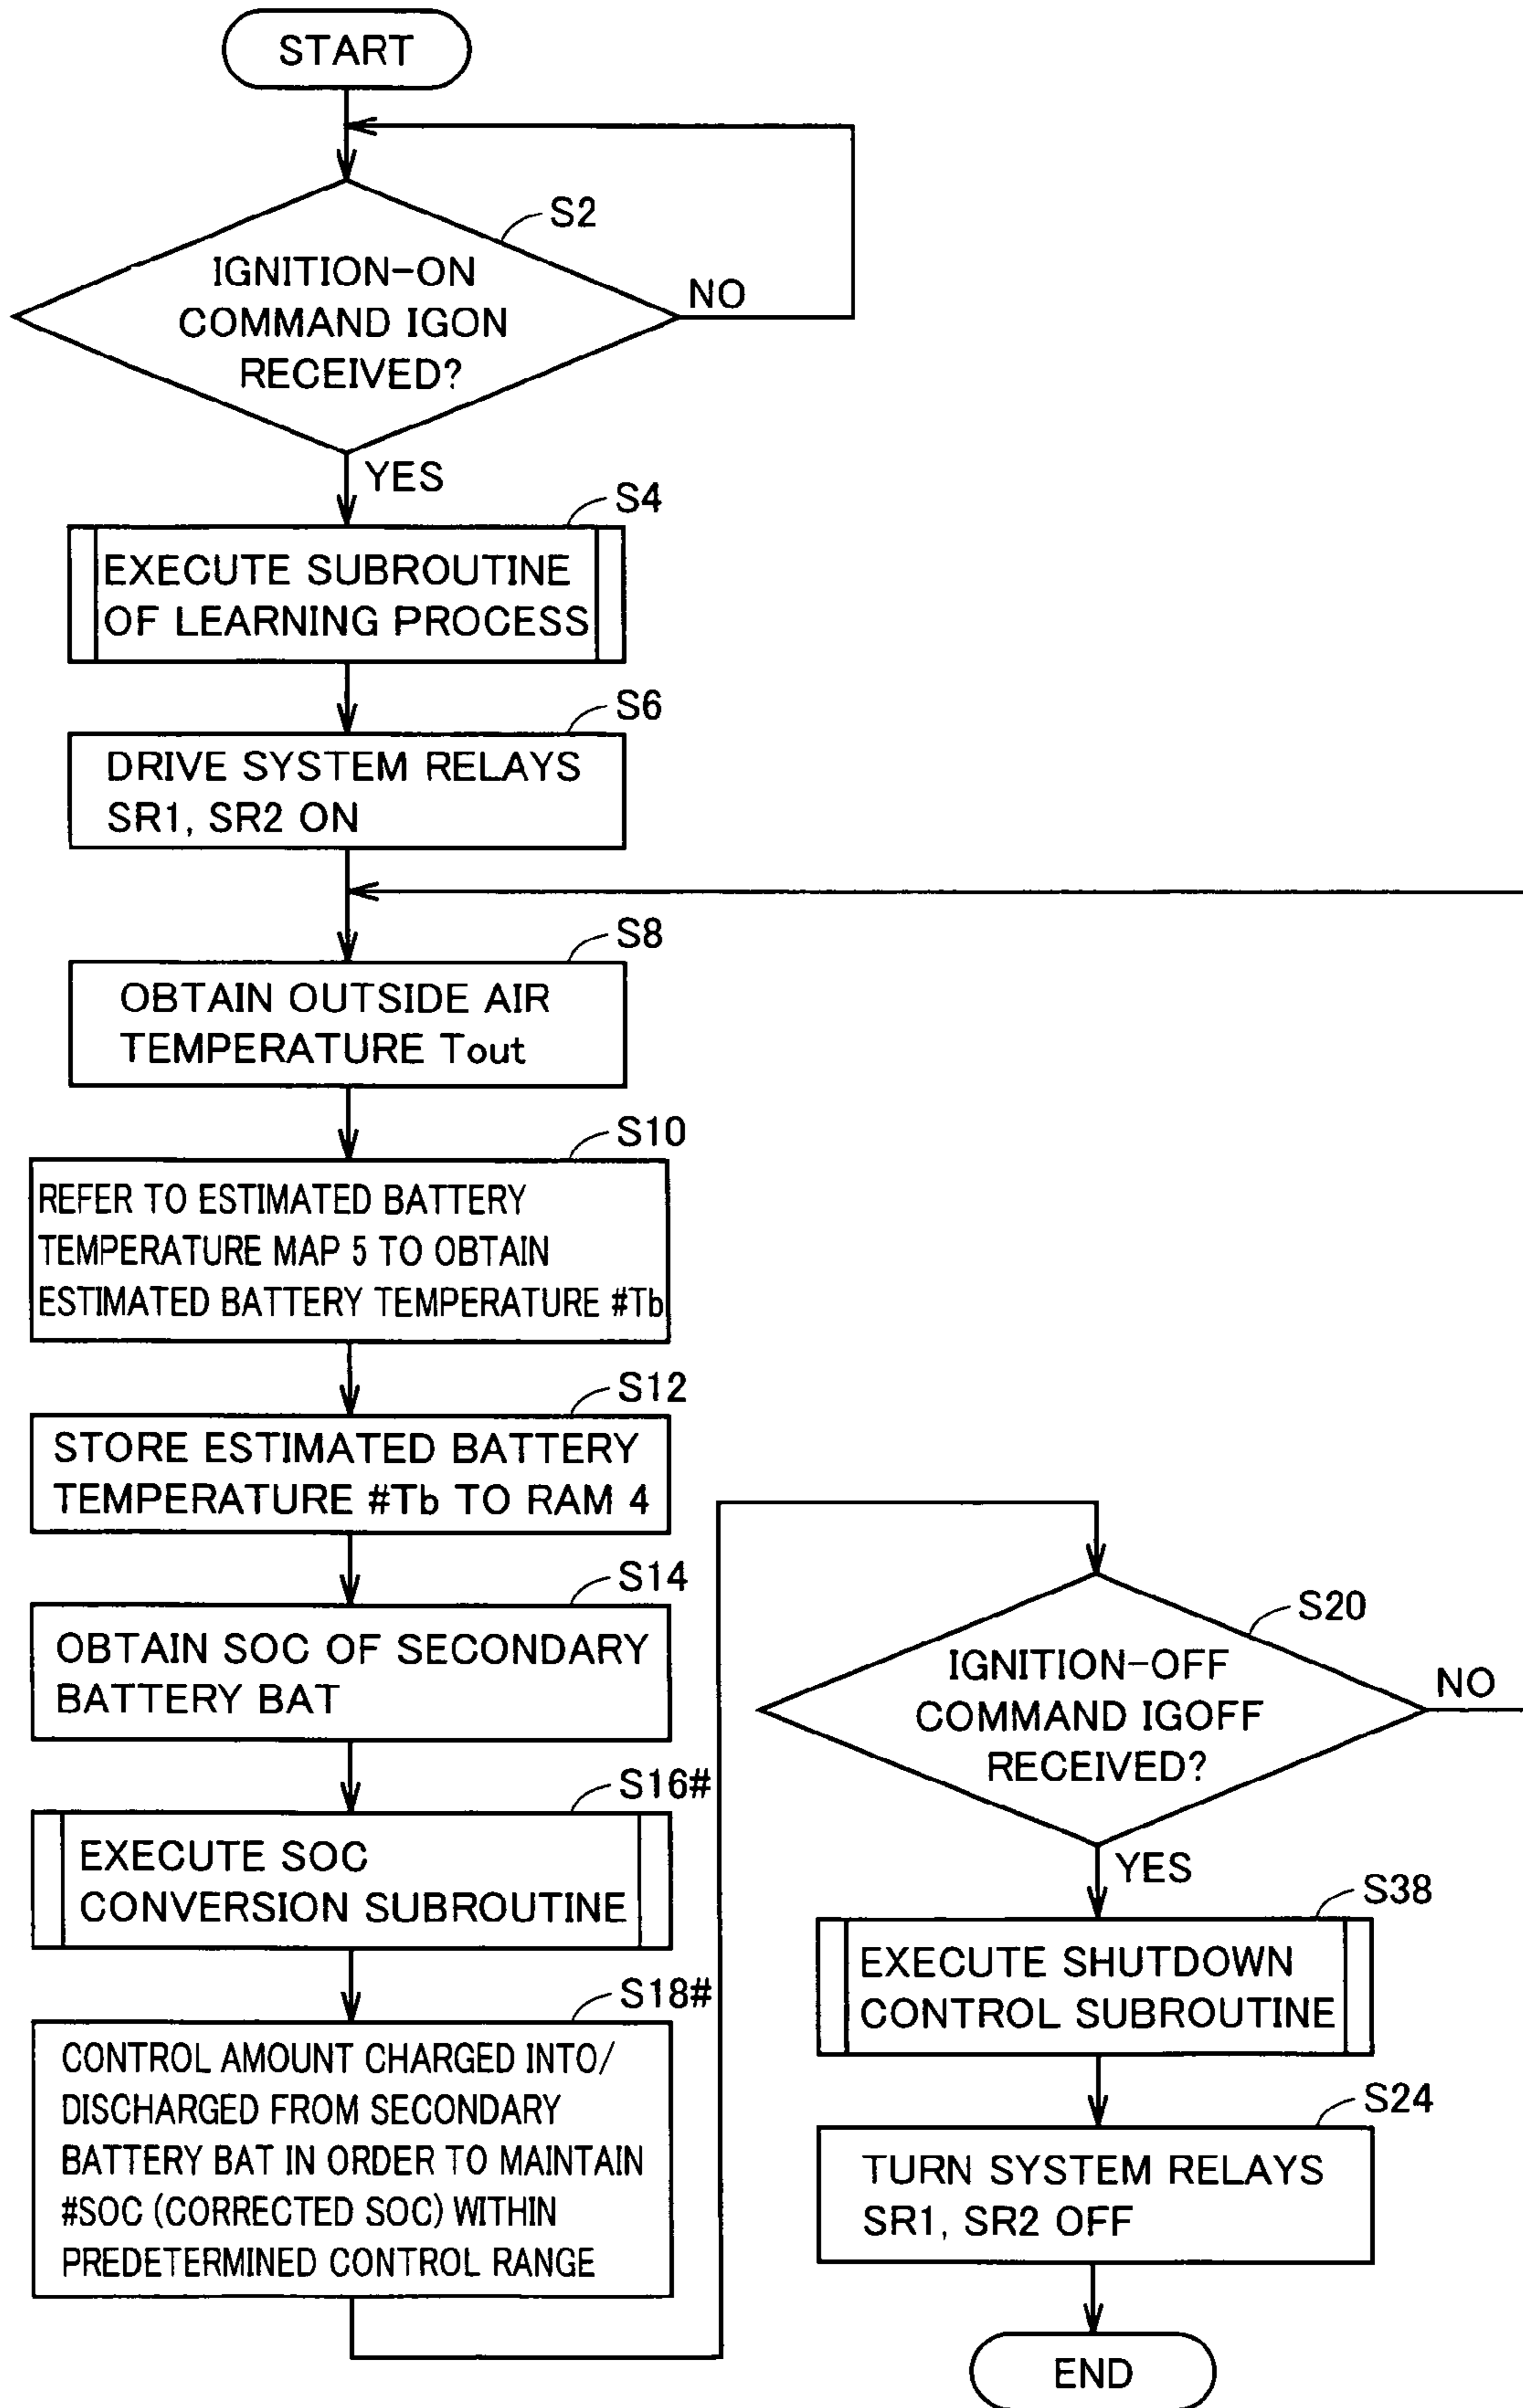 START
S2
IGNITION-ON
COMMAND IGON
RECEIVED?
NO
YES
S4
EXECUTE SUBROUTINE
OF LEARNING PROCESS
S6
DRIVE SYSTEM RELAYS
SR1, SR2 ON
S8
OBTAIN OUTSIDE AIR
TEMPERATURE Tout
S10
REFER TO ESTIMATED BATTERY
TEMPERATURE MAP 5 TO OBTAIN
ESTIMATED BATTERY TEMPERATURE #Tb
S12
STORE ESTIMATED BATTERY
TEMPERATURE #Tb TO RAM 4
S14
OBTAIN SOC OF SECONDARY
BATTERY BAT
S16#
EXECUTE SOC
CONVERSION SUBROUTINE
S18#
CONTROL AMOUNT CHARGED INTO/
DISCHARGED FROM SECONDARY
BATTERY BAT IN ORDER TO MAINTAIN
#SOC (CORRECTED SOC) WITHIN
PREDETERMINED CONTROL RANGE
S20
IGNITION-OFF
COMMAND IGOFF
RECEIVED?
NO
YES
S38
EXECUTE SHUTDOWN
CONTROL SUBROUTINE
S24
TURN SYSTEM RELAYS
SR1, SR2 OFF
END